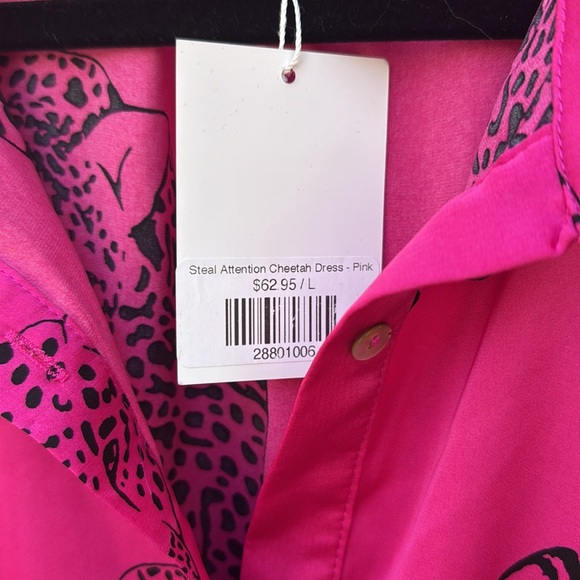 Steal Attention Cheetah Dress - Pink
$62.95 / L
28801006